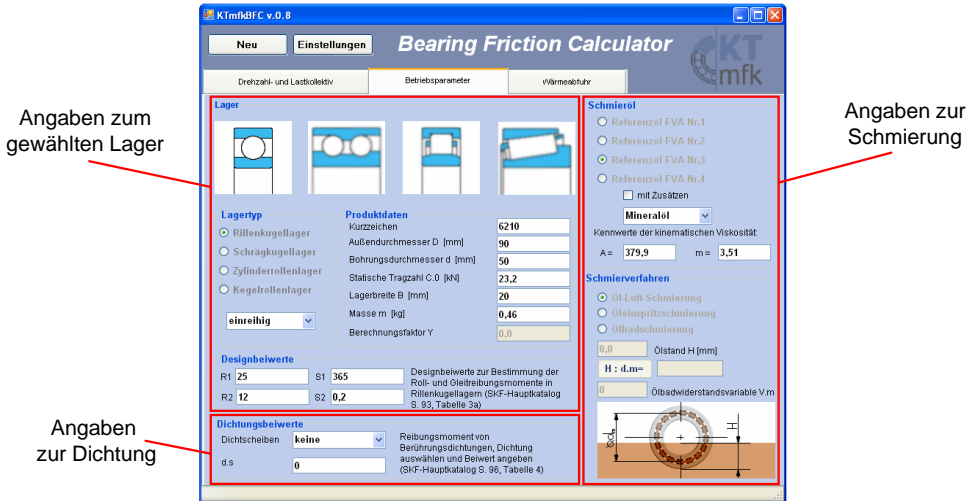 KTmfkBFC v.0.8
Neu
Einstellungen
Bearing Friction Calculator
KT
mfk
Drehzahl- und Lastkollektiv
Betriebsparameter
Wärmeabfuhr
Angaben zum
gewählten Lager
Lager
Lagertyp
Rillenkugellager
Schrägkugellager
Zylinderrollenlager
Kegelrollenlager
einreihig
Produktdaten
Kurzzeichen 6210
Außendurchmesser D [mm] 90
Bohrungsdurchmesser d [mm] 50
Statische Tragzahl C.0 [kN] 23,2
Lagerbreite B [mm] 20
Masse m [kg] 0,46
Berechnungsfaktor Y 0,0
Designbeiwerte
R1 25 S1 365
R2 12 S2 0,2
Designbeiwerte zur Bestimmung der
Roll- und Gleitreibungsmomente in
Rillenkugellagern (SKF-Hauptkatalog
S. 93, Tabelle 3a)
Angaben
zur Dichtung
Dichtungsbeiwerte
Dichtscheiben keine
d.s 0
Reibungsmoment von
Berührungsdichtungen, Dichtung
auswählen und Beiwert angeben
(SKF-Hauptkatalog S. 96, Tabelle 4)
Angaben zur
Schmierung
Schmieröl
Referenzöl FVA Nr.1
Referenzöl FVA Nr.2
Referenzöl FVA Nr.3
Referenzöl FVA Nr.4
mit Zusätzen
Mineralöl
Kennwerte der kinematischen Viskosität:
A = 379,9 m = 3,51
Schmierverfahren
Öl-Luft-Schmierung
Öleinspritzschmierung
Ölbadschmierung
0,0 Ölstand H [mm]
H : d.m=
0 Ölbadwiderstandsvariable V.m
H